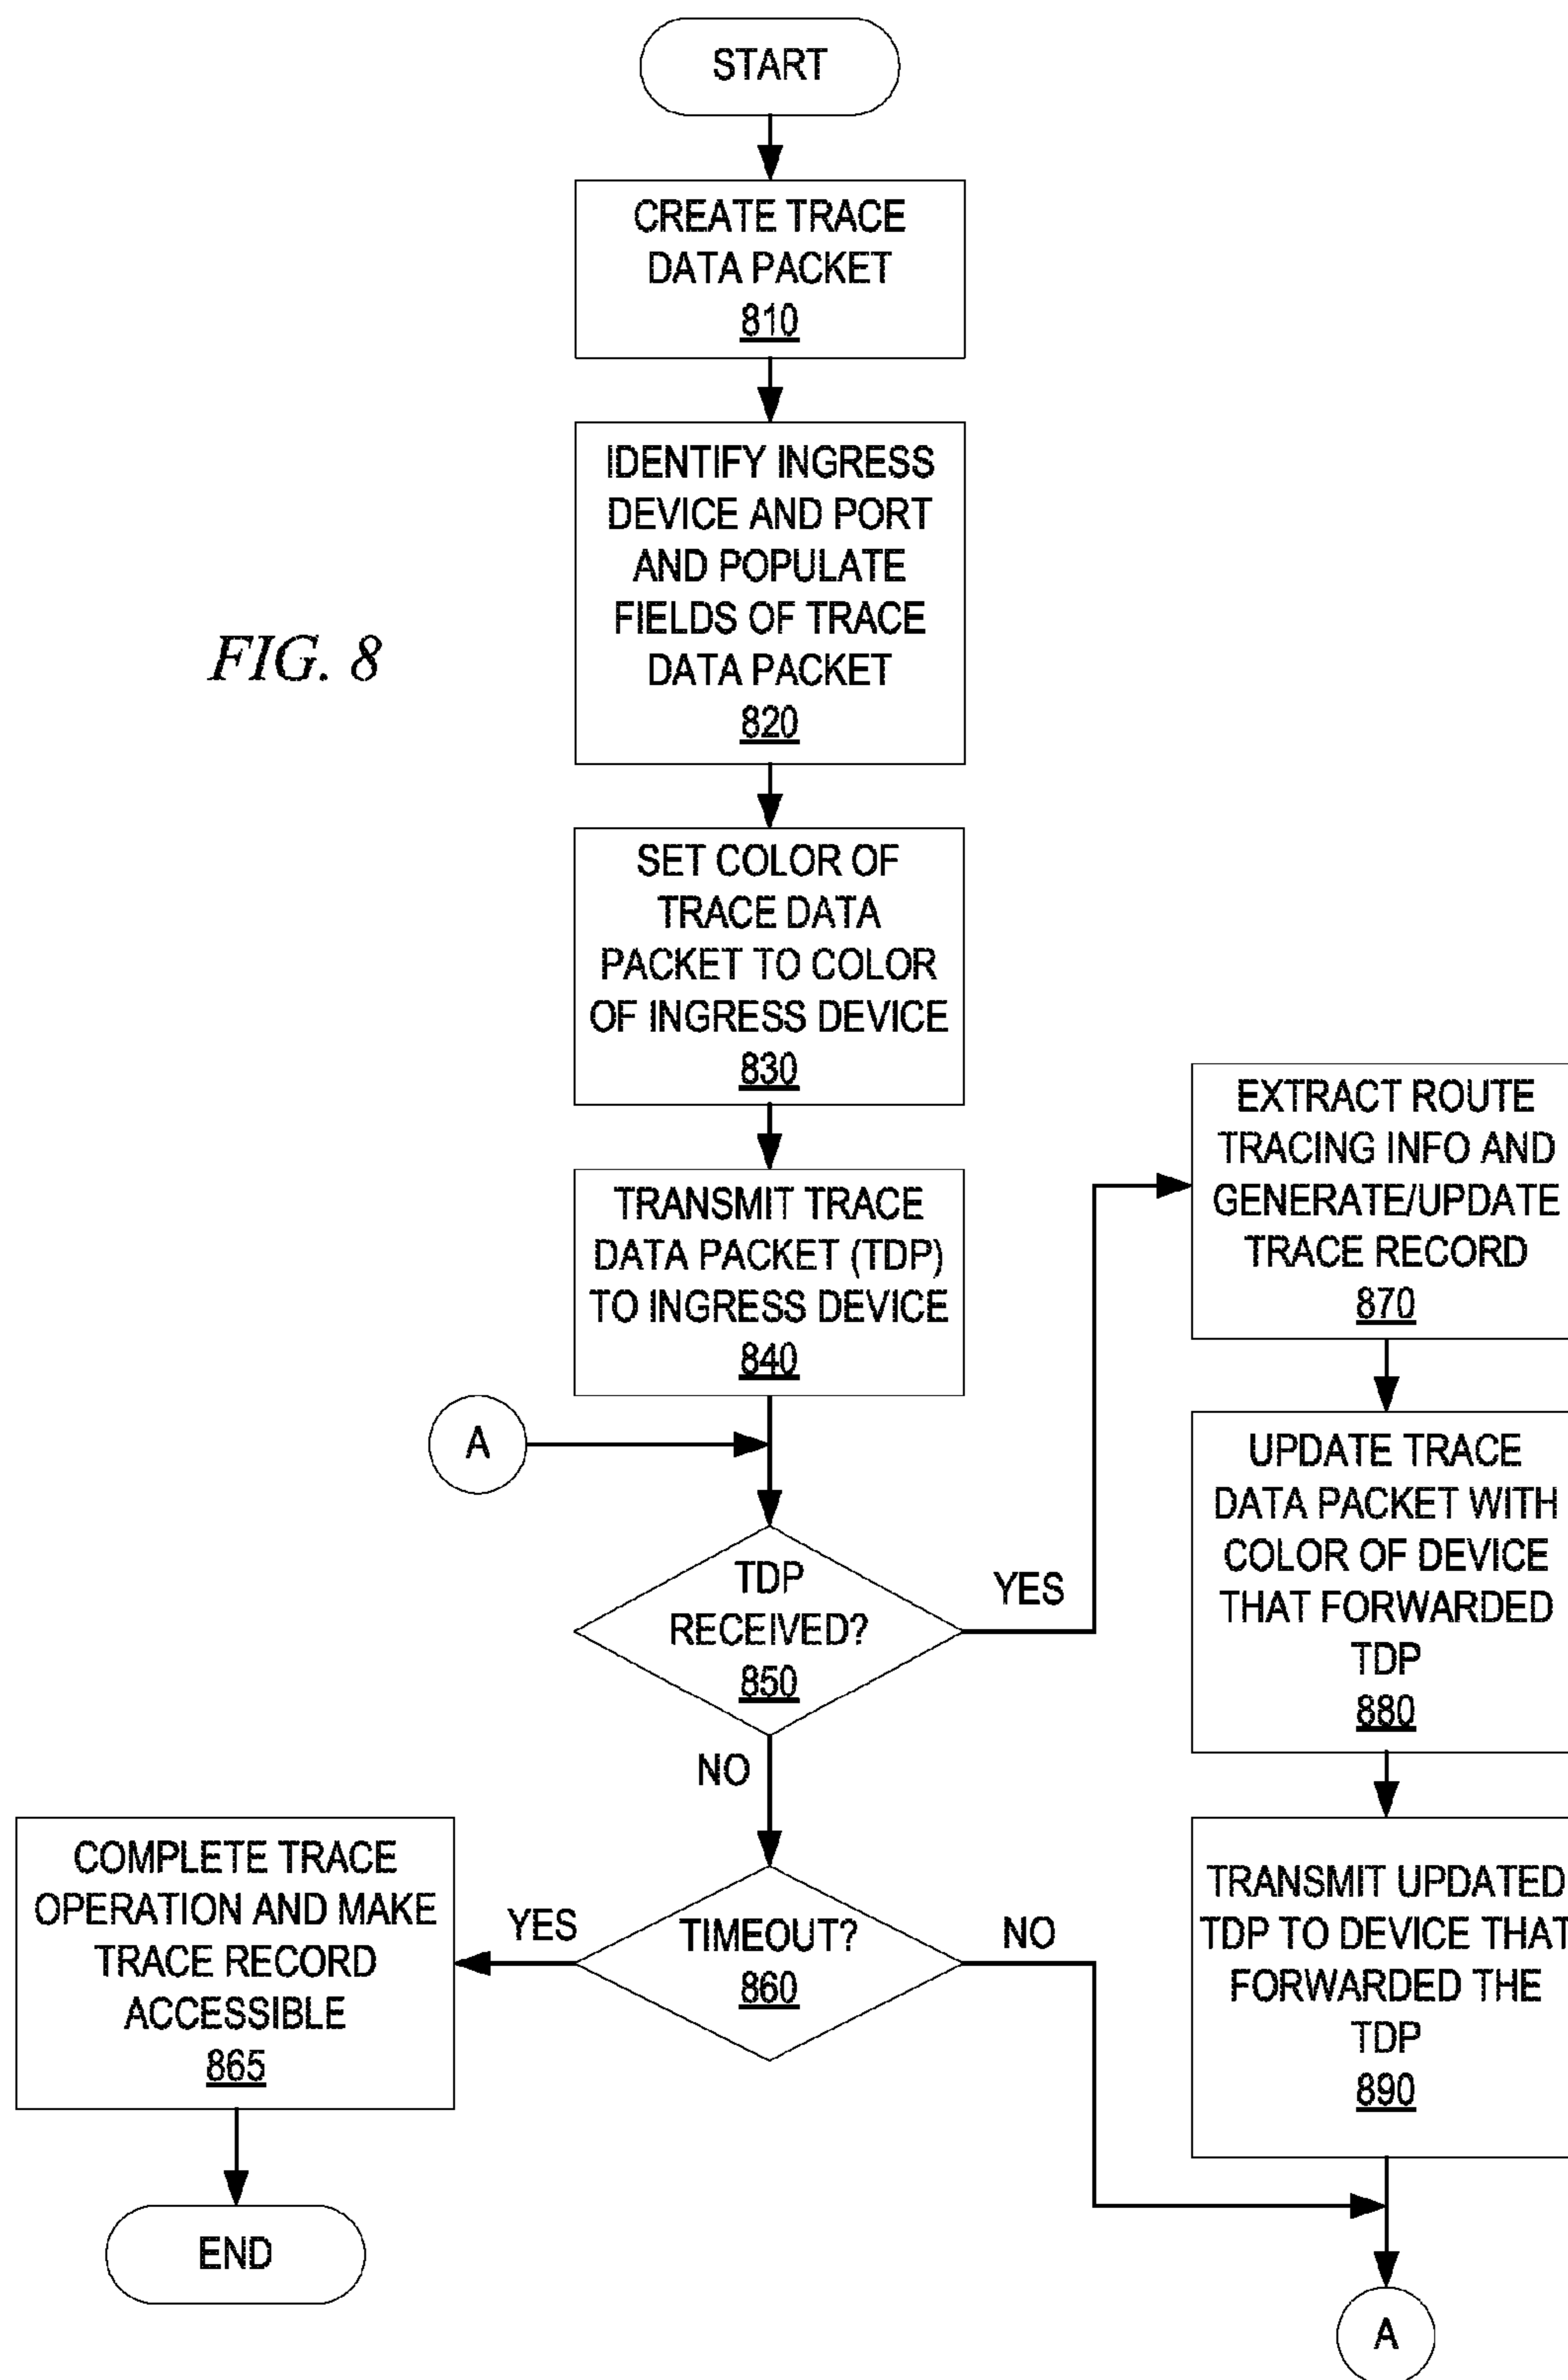 START
CREATE TRACE
DATA PACKET
810
IDENTIFY INGRESS
DEVICE AND PORT
AND POPULATE
FIELDS OF TRACE
DATA PACKET
820
FIG. 8
SET COLOR OF
TRACE DATA
PACKET TO COLOR
OF INGRESS DEVICE
830
TRANSMIT TRACE
DATA PACKET (TDP)
TO INGRESS DEVICE
840
A
TDP
RECEIVED?
850
YES
NO
EXTRACT ROUTE
TRACING INFO AND
GENERATE/UPDATE
TRACE RECORD
870
UPDATE TRACE
DATA PACKET WITH
COLOR OF DEVICE
THAT FORWARDED
TDP
880
TRANSMIT UPDATED
TDP TO DEVICE THAT
FORWARDED THE
TDP
890
TIMEOUT?
860
YES
NO
COMPLETE TRACE
OPERATION AND MAKE
TRACE RECORD
ACCESSIBLE
865
END
A